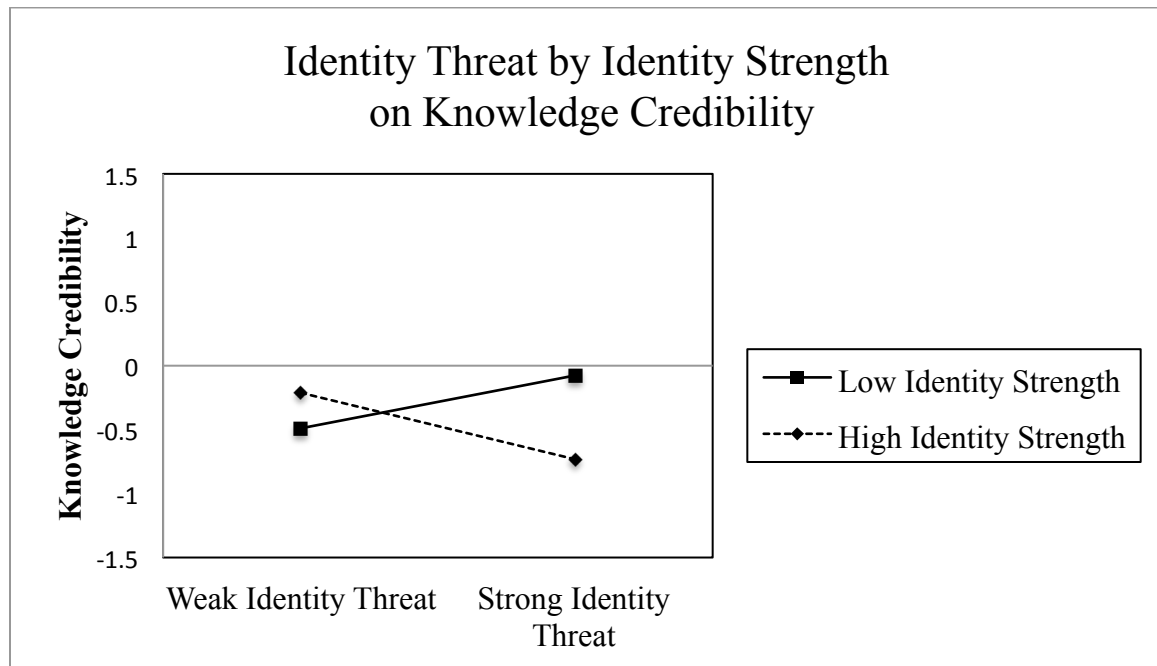 Identity Threat by Identity Strength
on Knowledge Credibility
Knowledge Credibility
1.5
1
0.5
0
-0.5
-1
-1.5
Weak Identity Threat
Strong Identity
Threat
Low Identity Strength
High Identity Strength